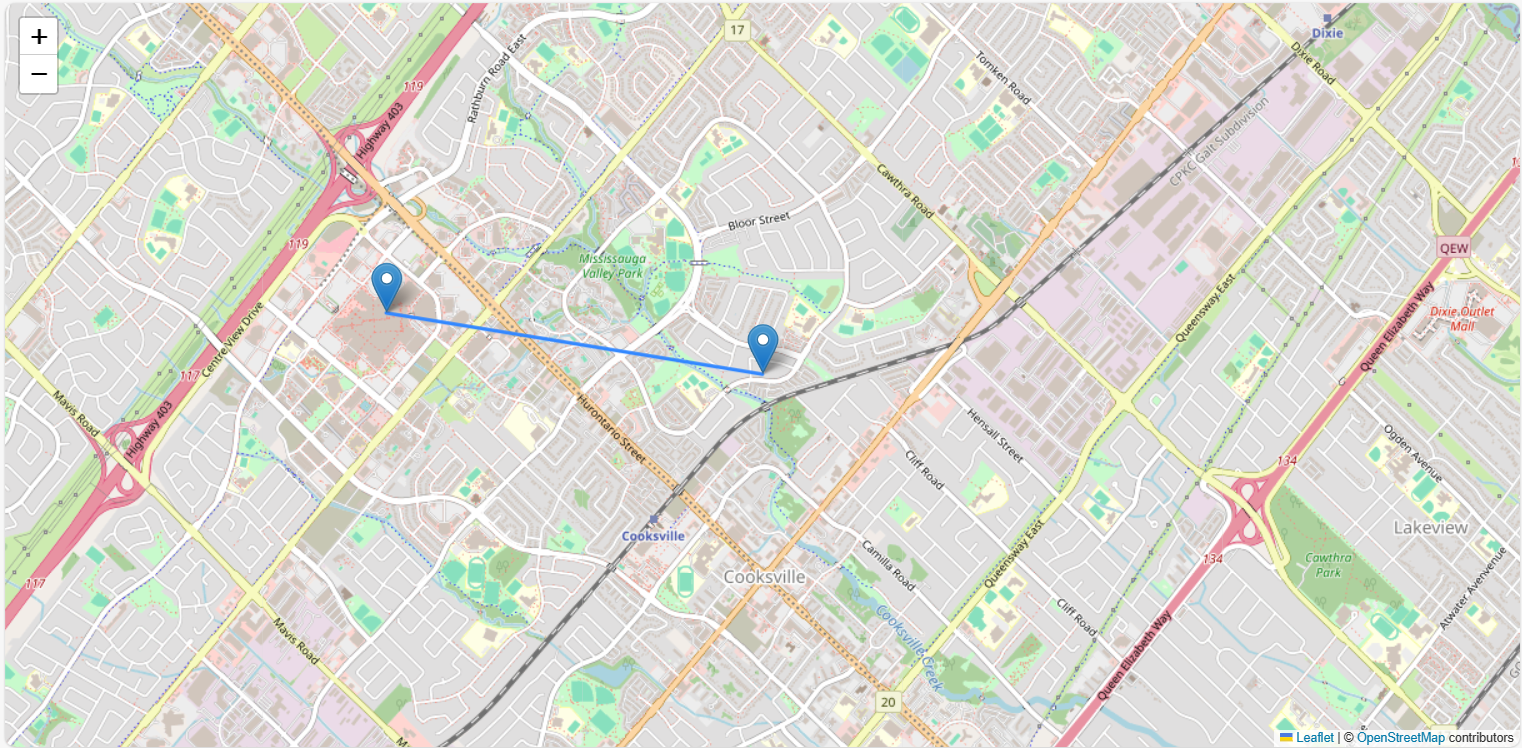 +
−
17
Dixie
Dixie Road
Tomken Road
Rathburn Road East
119
Highway 403
CPKC Galt Subdivision
Cawthra Road
Bloor Street
119
QEW
Mississauga
Valley Park
Queensway East
Dixie Outlet
Mall
Queen Elizabeth Way
Centre View Drive
117
Mavis Road
Highway 403
Hurontario Street
Hensall Street
Ogden Avenue
Cliff Road
134
Lakeview
Cooksville
Camilla Road
Queensway East
134
Cawthra
Park
Atwater Avenvenue
117
Cooksville
Cliff Road
Cooksville Creek
Mavis Road
Queen Elizabeth Way
20
Leaflet | © OpenStreetMap contributors